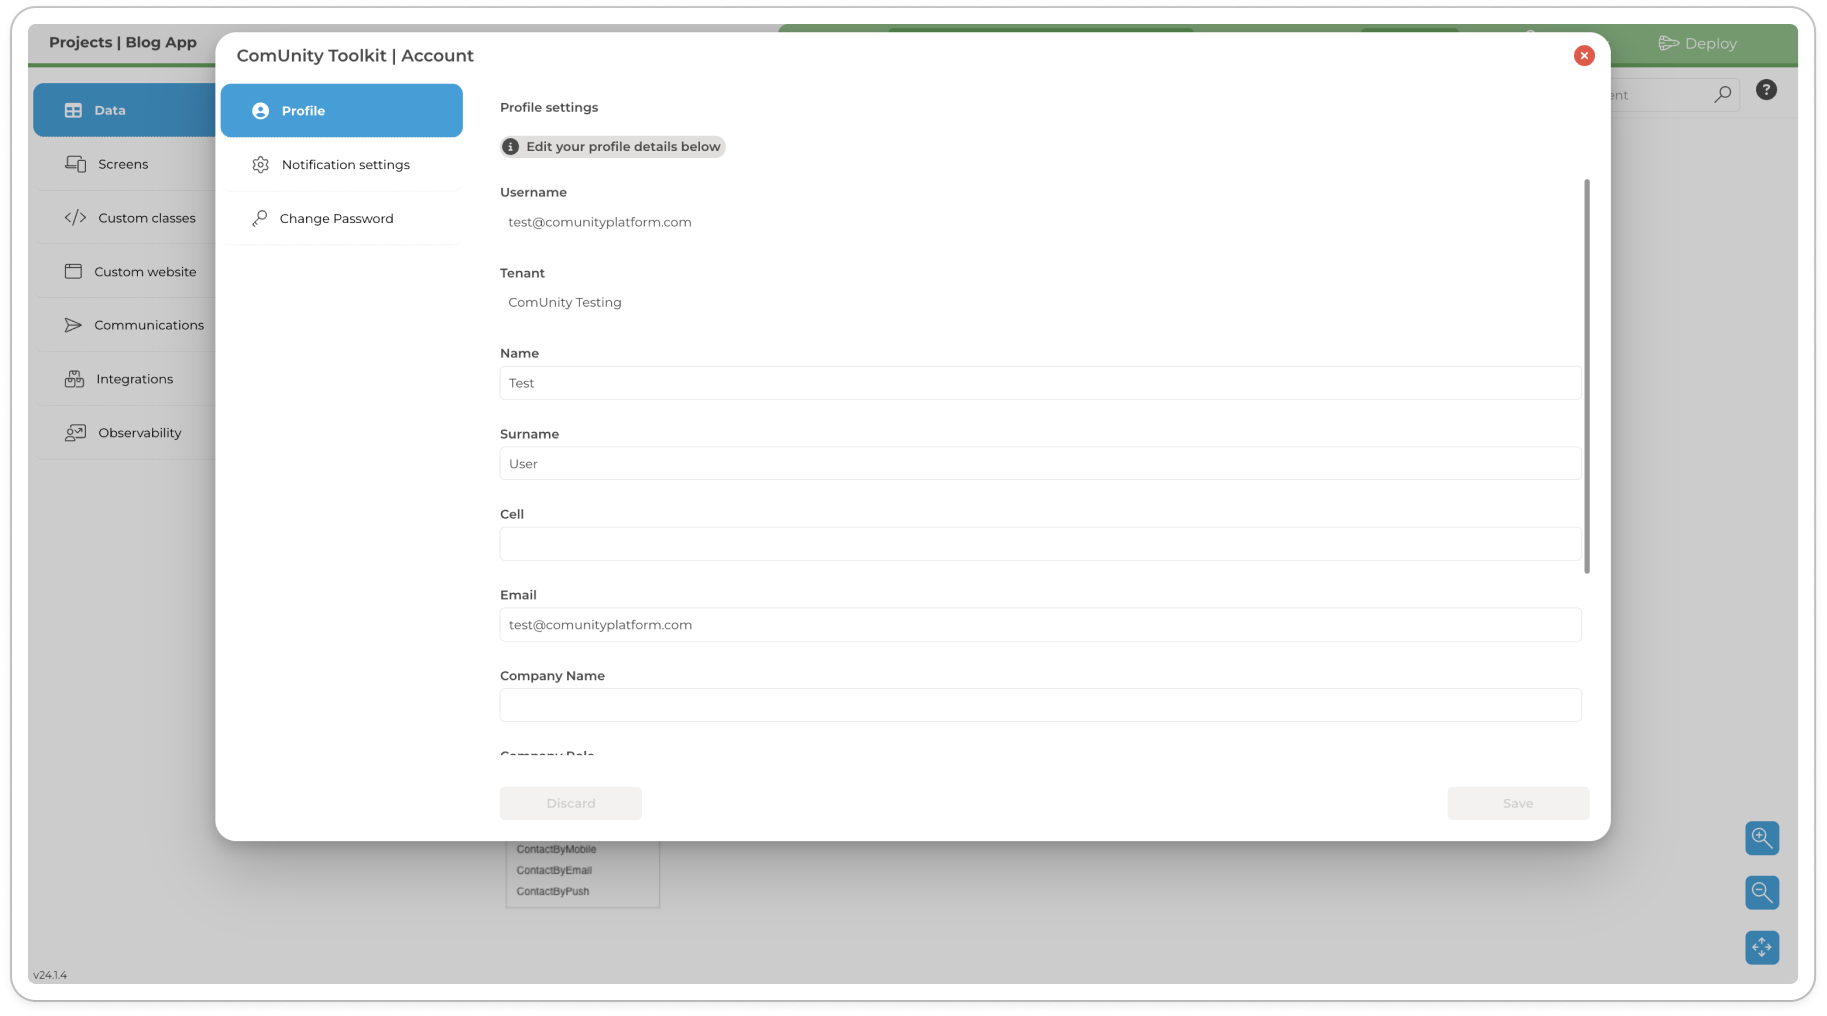 Projects | Blog App
Deploy
ComUnity Toolkit | Account
Data
Screens
Custom classes
Custom website
Communications
Integrations
Observability
Profile
Notification settings
Change Password
Profile settings
Edit your profile details below
Username
test@comunityplatform.com
Tenant
ComUnity Testing
Name
Test
Surname
User
Cell
Email
test@comunityplatform.com
Company Name
Company Role
Discard
Save
ContactByMobile
ContactByEmail
ContactByPush
v24.1.4